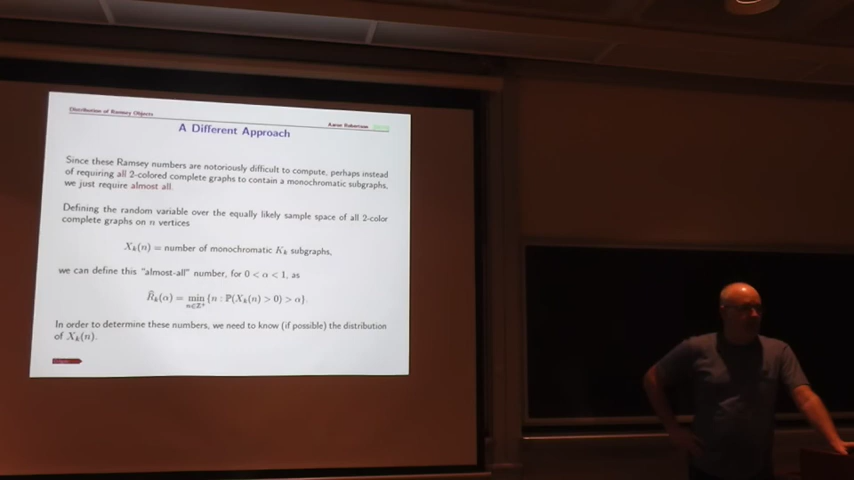 Distribution of Ramsey Objects
Aaron Robertson
A Different Approach
Since these Ramsey numbers are notoriously difficult to compute, perhaps instead
of requiring all 2-colored complete graphs to contain a monochromatic subgraphs,
we just require almost all.
Defining the random variable over the equally likely sample space of all 2-color
complete graphs on n vertices
X_k(n) = number of monochromatic K_k subgraphs,
we can define this "almost-all" number, for 0 < α < 1, as
R̂_k(α) = min_{n∈ℤ⁺} {n : ℙ(X_k(n) > 0) > α}.
In order to determine these numbers, we need to know (if possible) the distribution
of X_k(n).